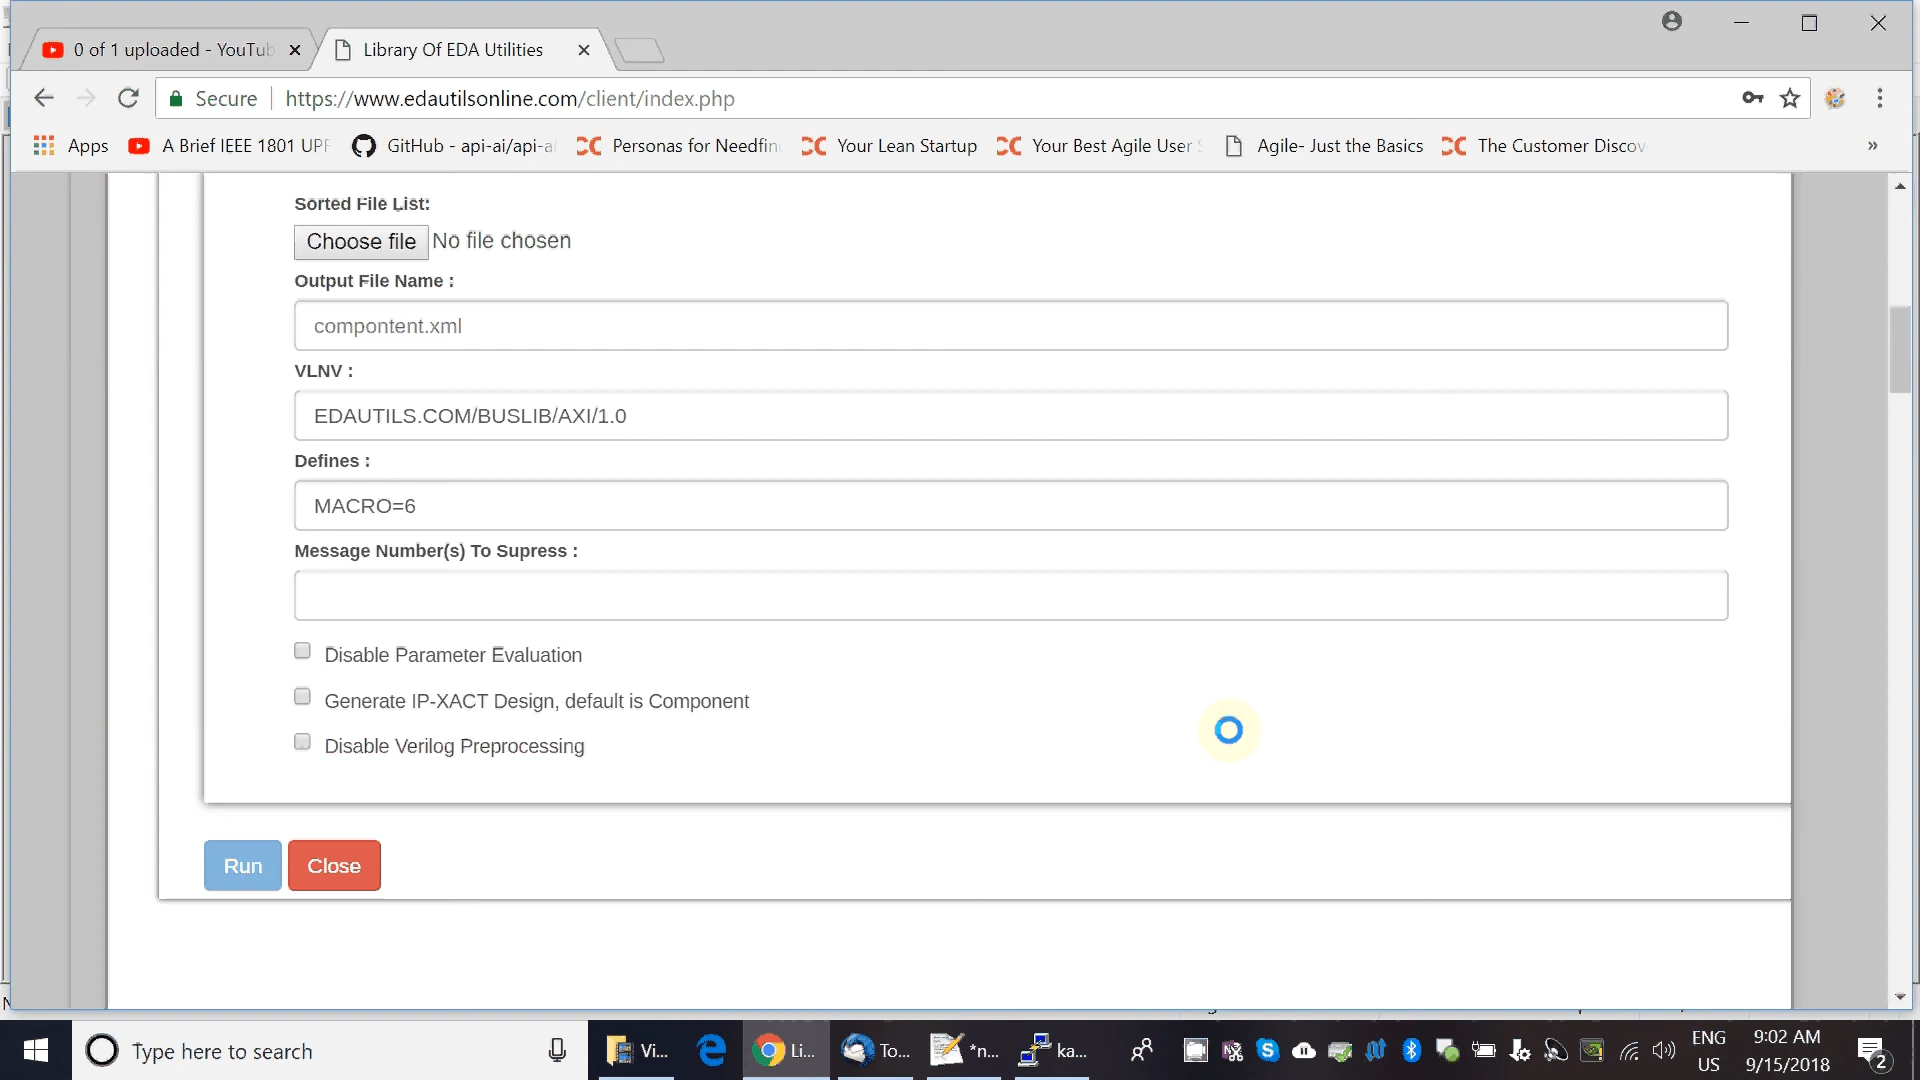 0 of 1 uploaded - YouTub
Library Of EDA Utilities
Secure
https://www.edautilsonline.com/client/index.php
Apps
A Brief IEEE 1801 UPF
GitHub - api-ai/api-ai
Personas for Needfin
Your Lean Startup
Your Best Agile User S
Agile- Just the Basics
The Customer Discov
»
Sorted File List:
Choose file No file chosen
Output File Name :
compontent.xml
VLNV :
EDAUTILS.COM/BUSLIB/AXI/1.0
Defines :
MACRO=6
Message Number(s) To Supress :
Disable Parameter Evaluation
Generate IP-XACT Design, default is Component
Disable Verilog Preprocessing
Run
Close
Type here to search
Vi...
Li...
To...
*n...
ka...
ENG
US
9:02 AM
9/15/2018
2